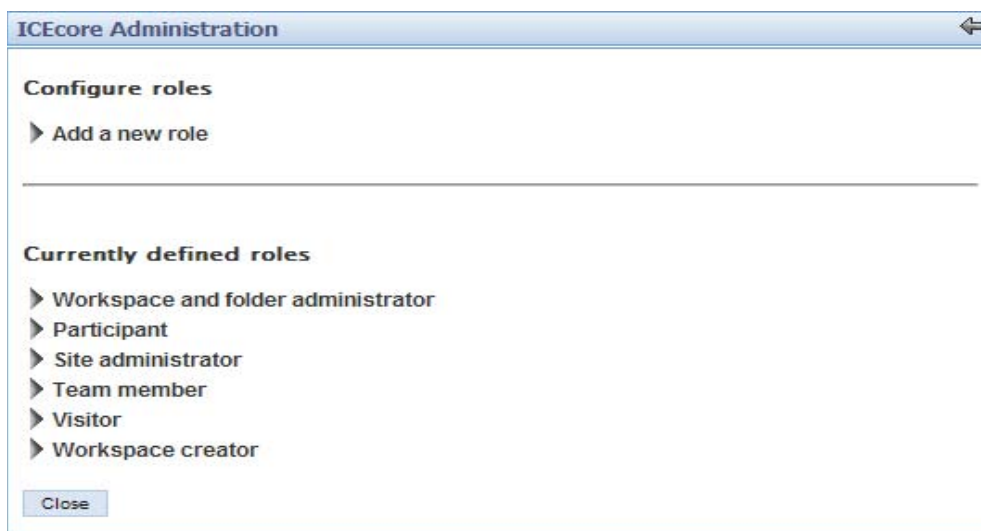 ICEcore Administration
Configure roles
Add a new role
Currently defined roles
Workspace and folder administrator
Participant
Site administrator
Team member
Visitor
Workspace creator
Close